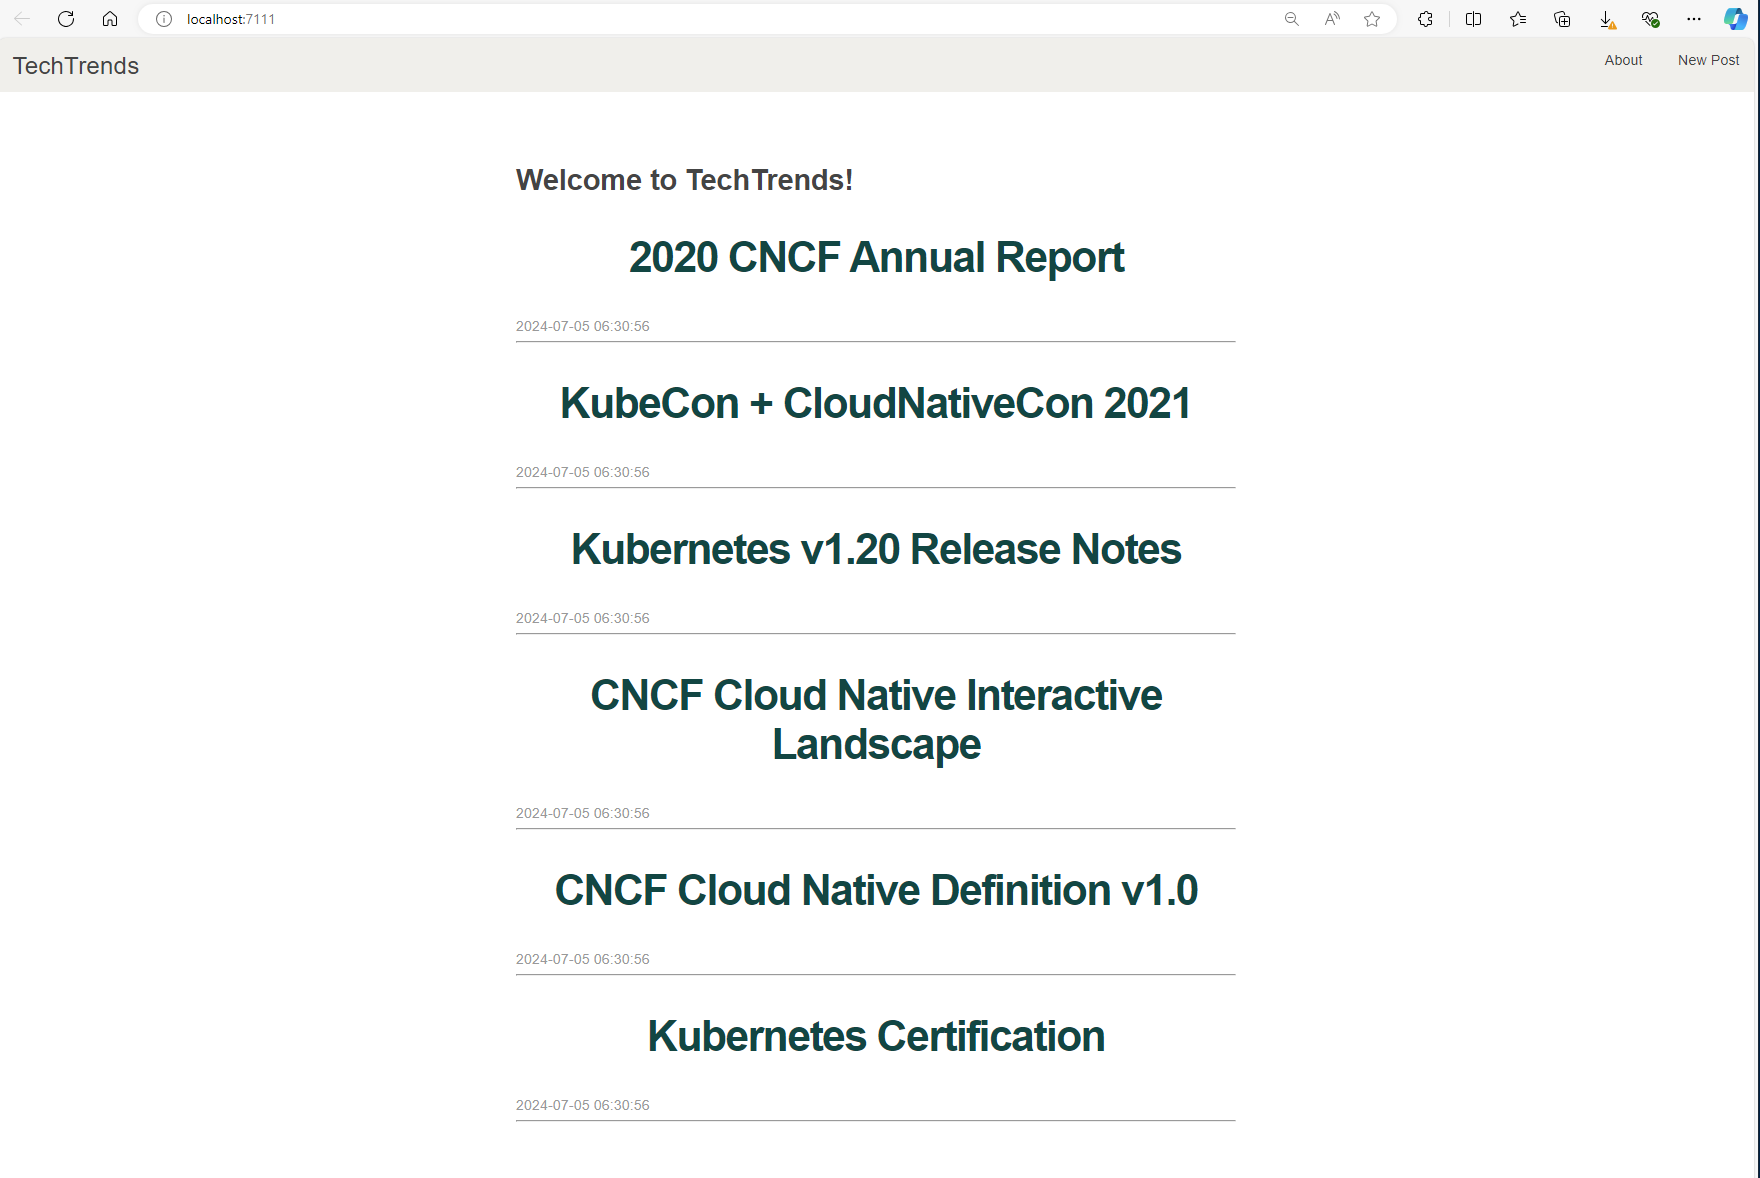 localhost:7111
TechTrends
About
New Post
Welcome to TechTrends!
2020 CNCF Annual Report
2024-07-05 06:30:56
KubeCon + CloudNativeCon 2021
2024-07-05 06:30:56
Kubernetes v1.20 Release Notes
2024-07-05 06:30:56
CNCF Cloud Native Interactive
Landscape
2024-07-05 06:30:56
CNCF Cloud Native Definition v1.0
2024-07-05 06:30:56
Kubernetes Certification
2024-07-05 06:30:56